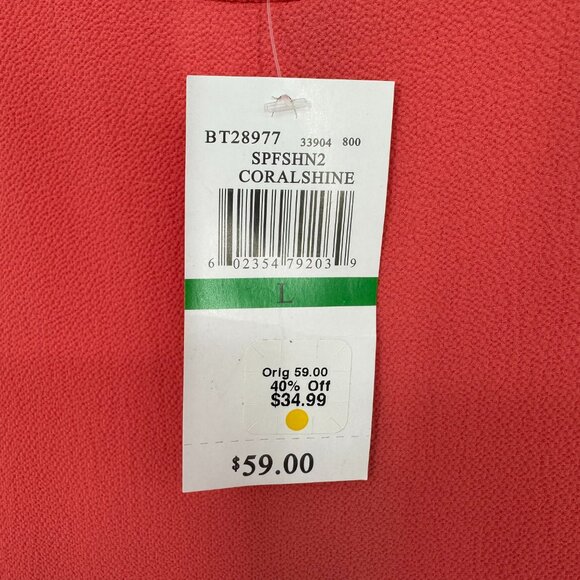 BT28977 33904 800
SPFSHN2
CORALSHINE
6 02354 79203 9
L
Orig 59.00
40% Off
$34.99
$59.00